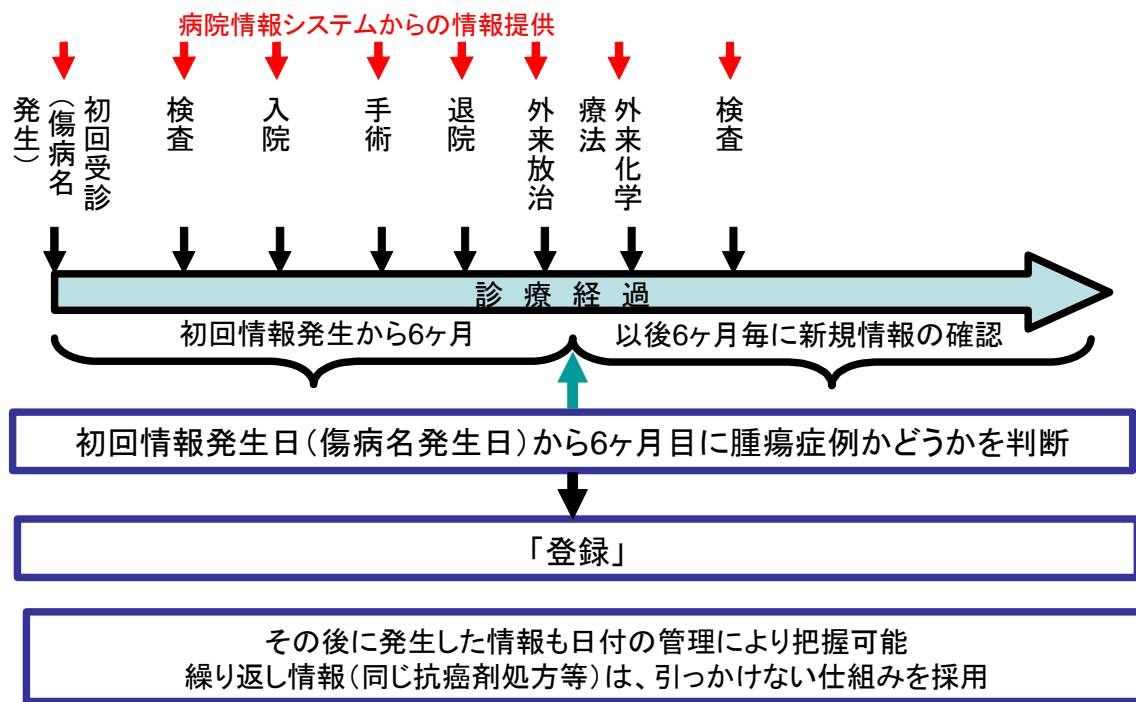 病院情報システムからの情報提供
初回受診
（傷病名
発生）
検査
入院
手術
退院
外来放治
外来化学
療法
検査
診療経過
初回情報発生から6ヶ月
以後6ヶ月毎に新規情報の確認
初回情報発生日（傷病名発生日）から6ヶ月目に腫瘍症例かどうかを判断
「登録」
その後に発生した情報も日付の管理により把握可能
繰り返し情報（同じ抗癌剤処方等）は、引っかけない仕組みを採用